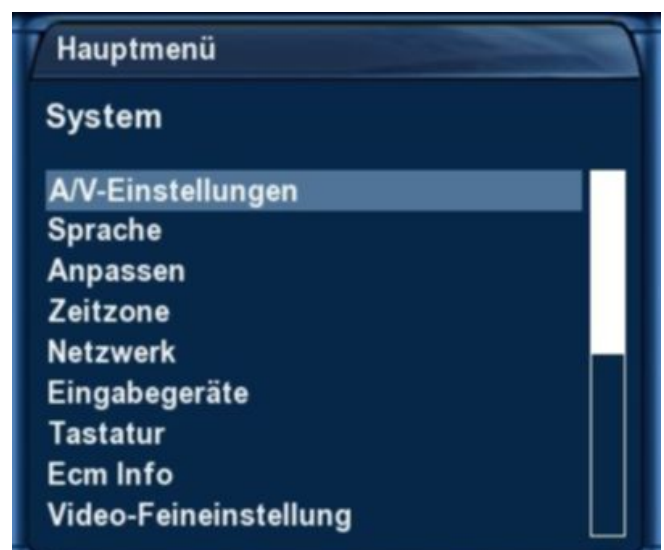 Hauptmenü
System
A/V-Einstellungen
Sprache
Anpassen
Zeitzone
Netzwerk
Eingabegeräte
Tastatur
Ecm Info
Video-Feineinstellung